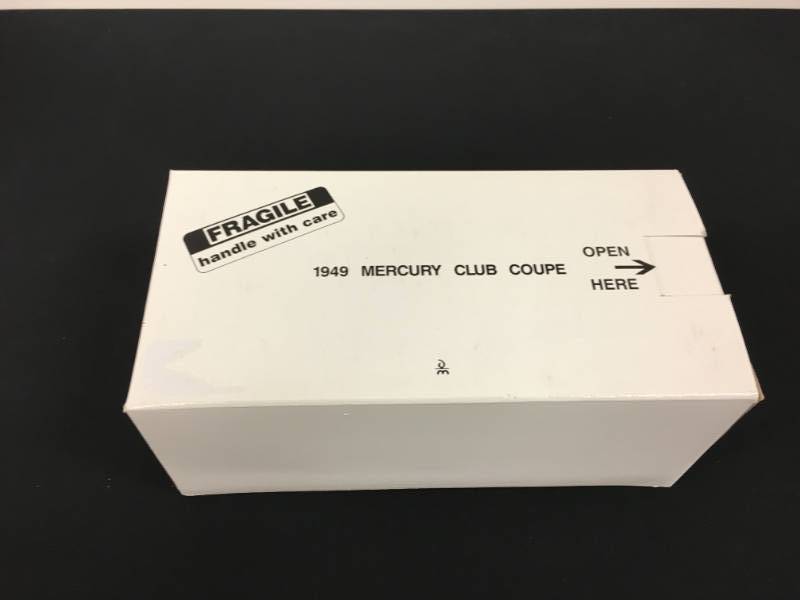 FRAGILE
handle with care
1949 MERCURY CLUB COUPE
OPEN
HERE